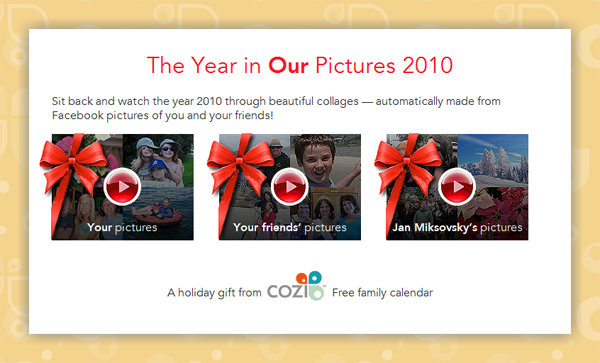 The Year in Our Pictures 2010
Sit back and watch the year 2010 through beautiful collages — automatically made from
Facebook pictures of you and your friends!
Your pictures
Your friends’ pictures
Jan Miksovsky’s pictures
A holiday gift from COZI™ Free family calendar